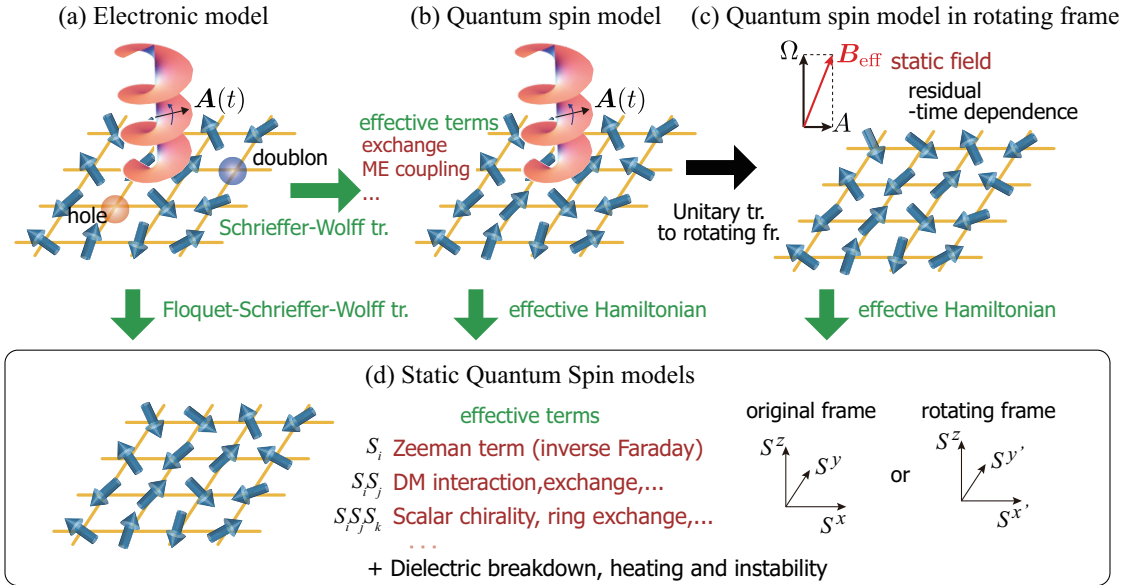 (a) Electronic model
A(t)
doublon
hole
Schrieffer-Wolff tr.
(b) Quantum spin model
A(t)
effective terms
exchange
ME coupling
...
Unitary tr.
to rotating fr.
(c) Quantum spin model in rotating frame
Ω
B_eff static field
A
residual
-time dependence
Floquet-Schrieffer-Wolff tr.
effective Hamiltonian
effective Hamiltonian
(d) Static Quantum Spin models
effective terms
S_i Zeeman term (inverse Faraday)
S_iS_j DM interaction,exchange,...
S_iS_jS_k Scalar chirality, ring exchange,...
...
+ Dielectric breakdown, heating and instability
original frame
S^z
S^y
S^x
or
rotating frame
S^z
S^y'
S^x'